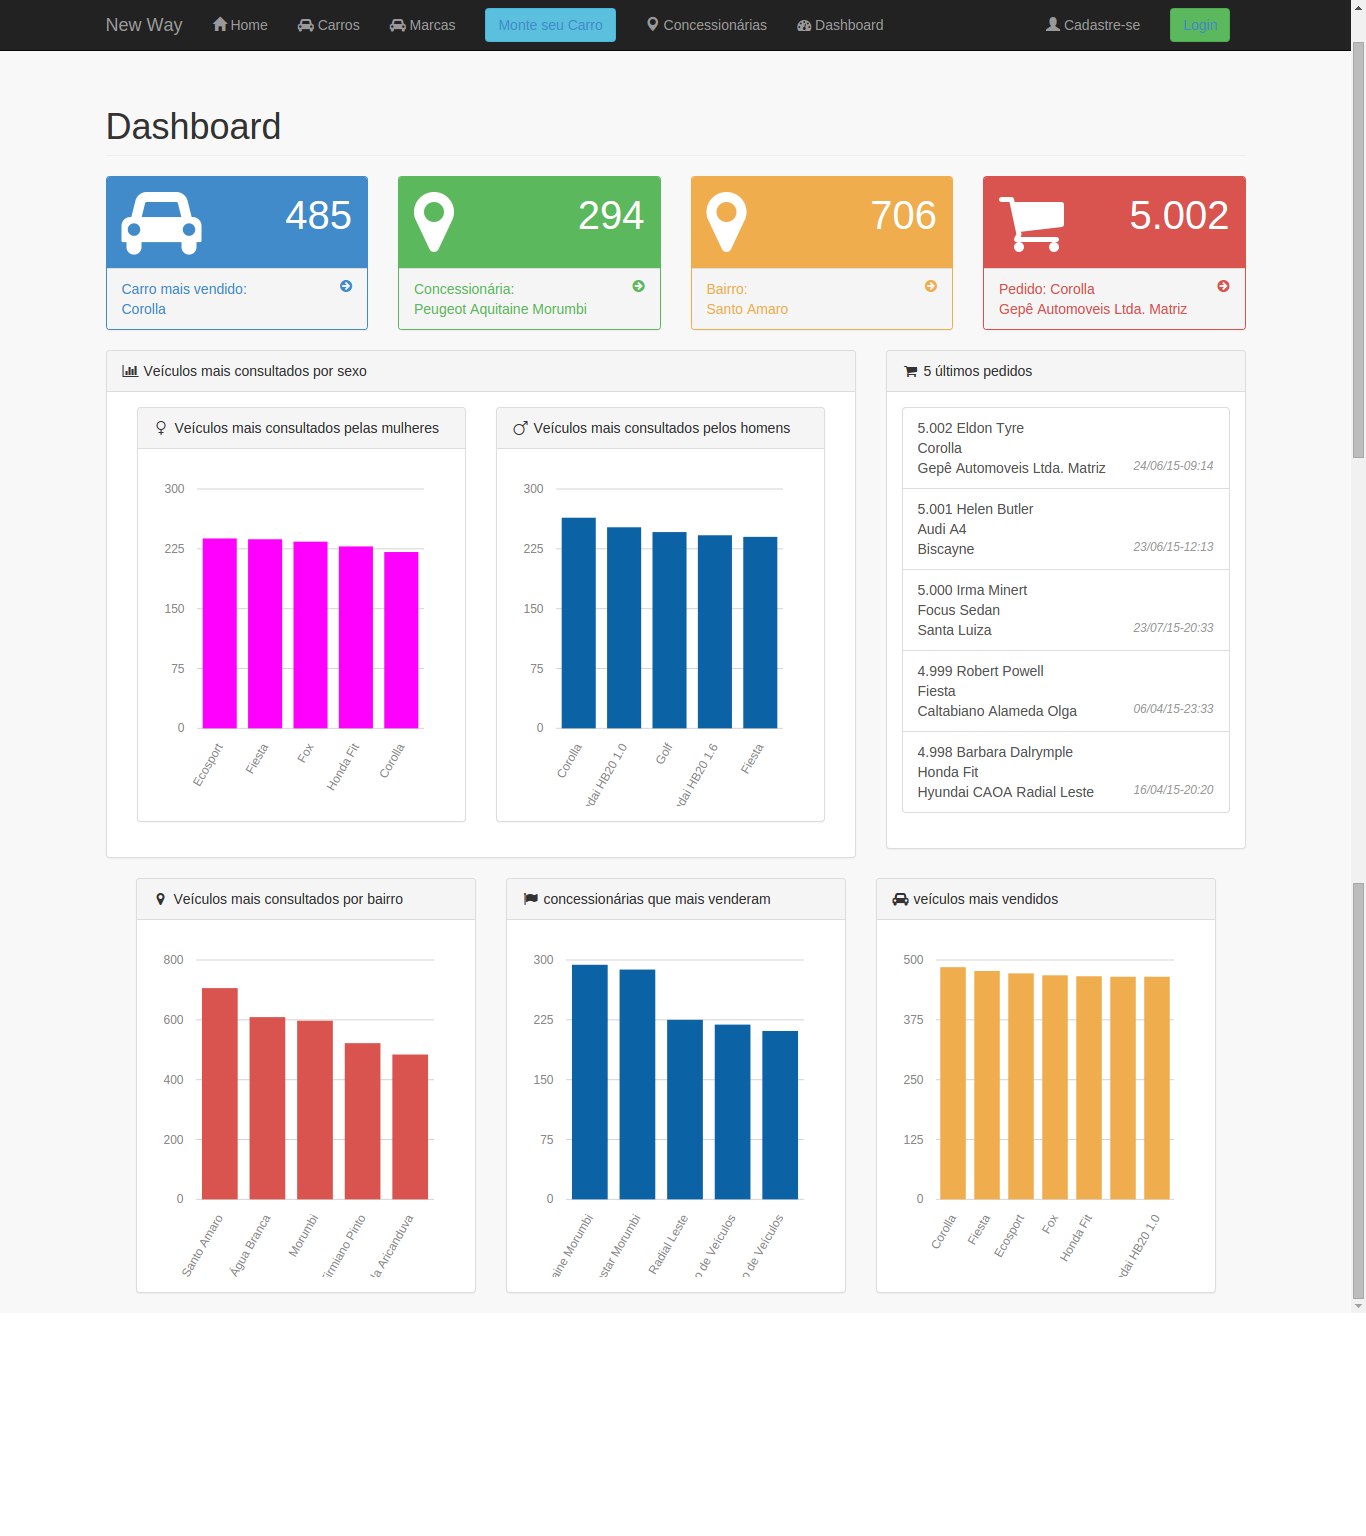 New Way
Home
Carros
Marcas
Monte seu Carro
Concessionárias
Dashboard
Cadastre-se
Login
Dashboard
485
Carro mais vendido:
Corolla
294
Concessionária:
Peugeot Aquitaine Morumbi
706
Bairro:
Santo Amaro
5.002
Pedido: Corolla
Gepê Automoveis Ltda. Matriz
Veículos mais consultados por sexo
Veículos mais consultados pelas mulheres
300
225
150
75
0
Ecosport
Fiesta
Fox
Honda Fit
Corolla
Veículos mais consultados pelos homens
300
225
150
75
0
Corolla
dai HB20 1.0
Golf
dai HB20 1.6
Fiesta
5 últimos pedidos
5.002 Eldon Tyre
Corolla
Gepê Automoveis Ltda. Matriz 24/06/15-09:14
5.001 Helen Butler
Audi A4
Biscayne 23/06/15-12:13
5.000 Irma Minert
Focus Sedan
Santa Luiza 23/07/15-20:33
4.999 Robert Powell
Fiesta
Caltabiano Alameda Olga 06/04/15-23:33
4.998 Barbara Dalrymple
Honda Fit
Hyundai CAOA Radial Leste 16/04/15-20:20
Veículos mais consultados por bairro
800
600
400
200
0
Santo Amaro
Água Branca
Morumbi
irmiano Pinto
la Aricanduva
concessionárias que mais venderam
300
225
150
75
0
aine Morumbi
star Morumbi
Radial Leste
o de Veículos
o de Veículos
veículos mais vendidos
500
375
250
125
0
Corolla
Fiesta
Ecosport
Fox
Honda Fit
dai HB20 1.0